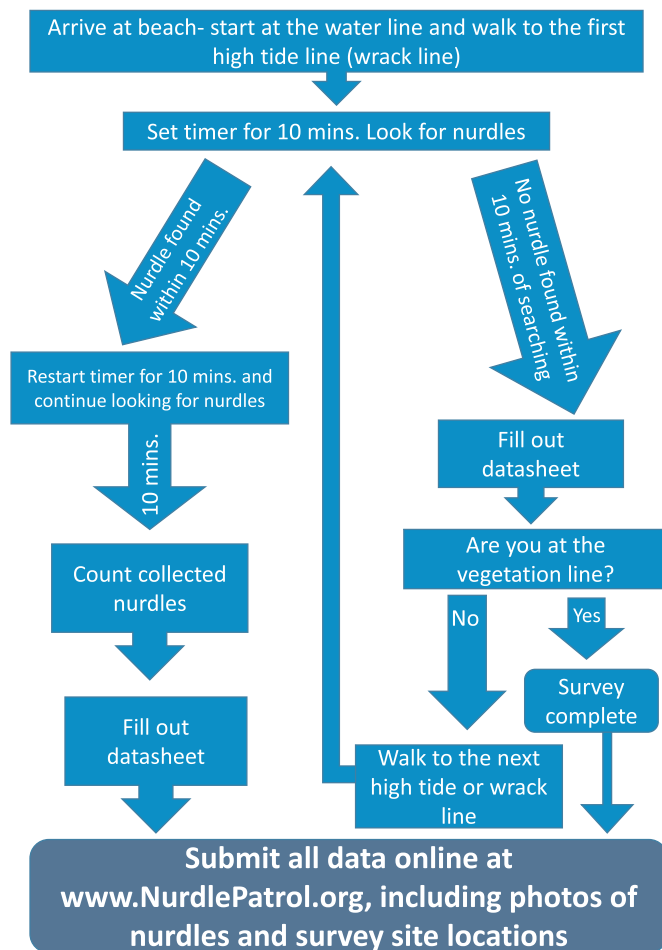 Arrive at beach- start at the water line and walk to the first
high tide line (wrack line)
Set timer for 10 mins. Look for nurdles
Nurdle found
within 10 mins.
No nurdle found within
10 mins. of searching
Restart timer for 10 mins. and
continue looking for nurdles
10 mins.
Fill out
datasheet
Are you at the
vegetation line?
Count collected
nurdles
No
Yes
Survey
complete
Fill out
datasheet
Walk to the next
high tide or wrack
line
Submit all data online at
www.NurdlePatrol.org, including photos of
nurdles and survey site locations